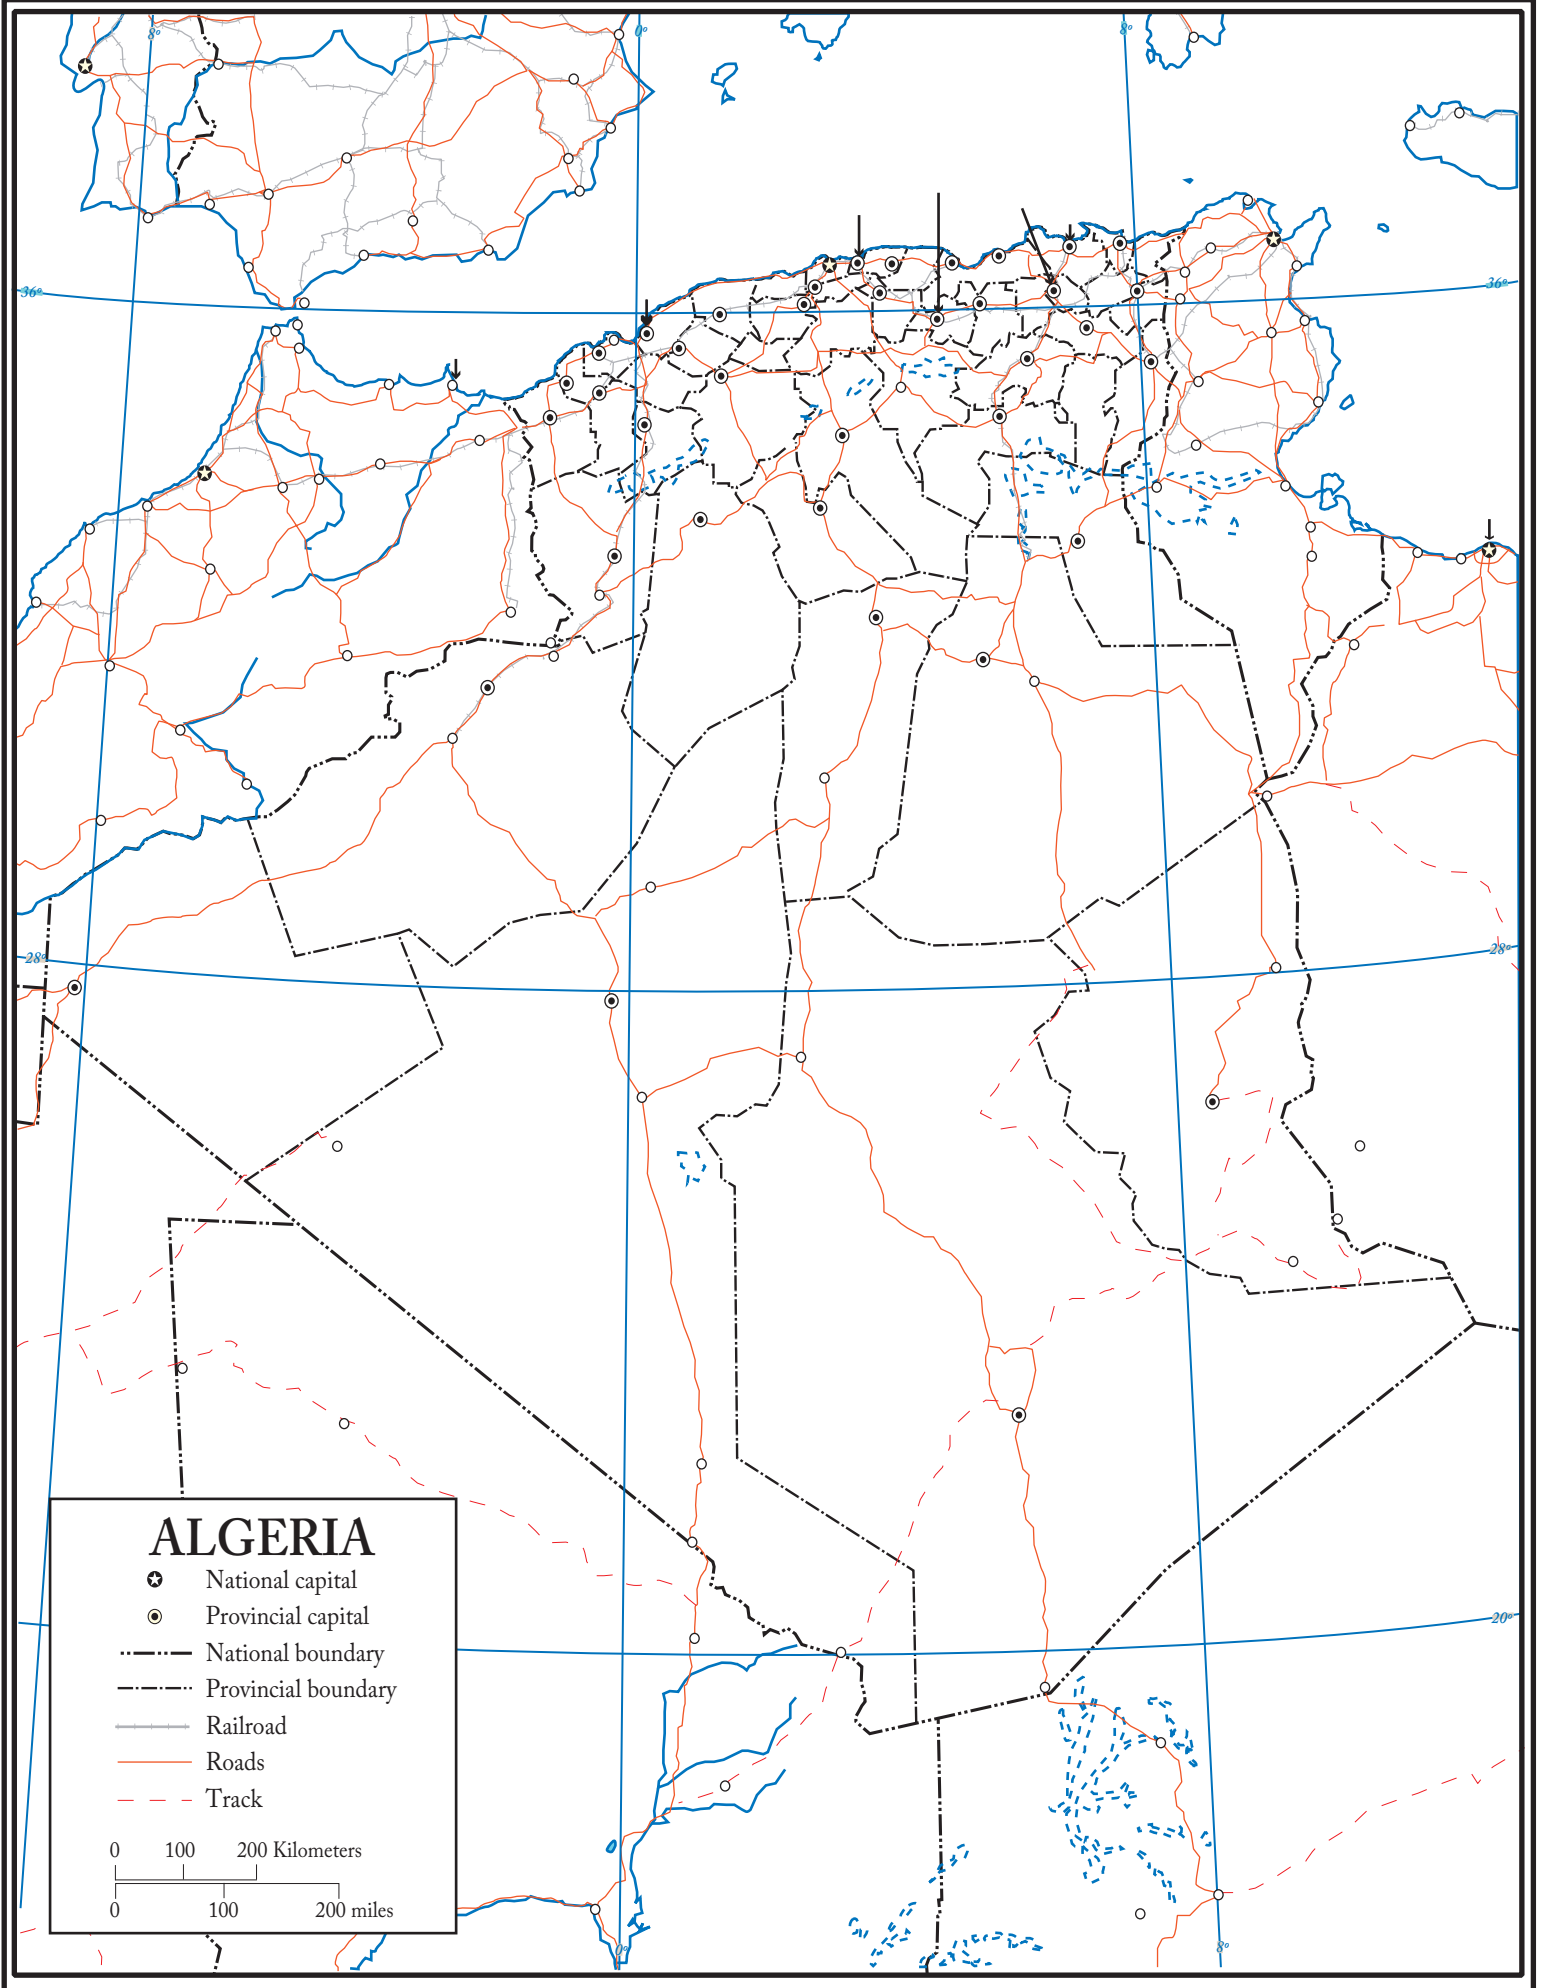 8°
0°
8°
36°
36°
28°
28°
20°
ALGERIA
National capital
Provincial capital
National boundary
Provincial boundary
Railroad
Roads
Track
0 100 200 Kilometers
0 100 200 miles
0°
8°